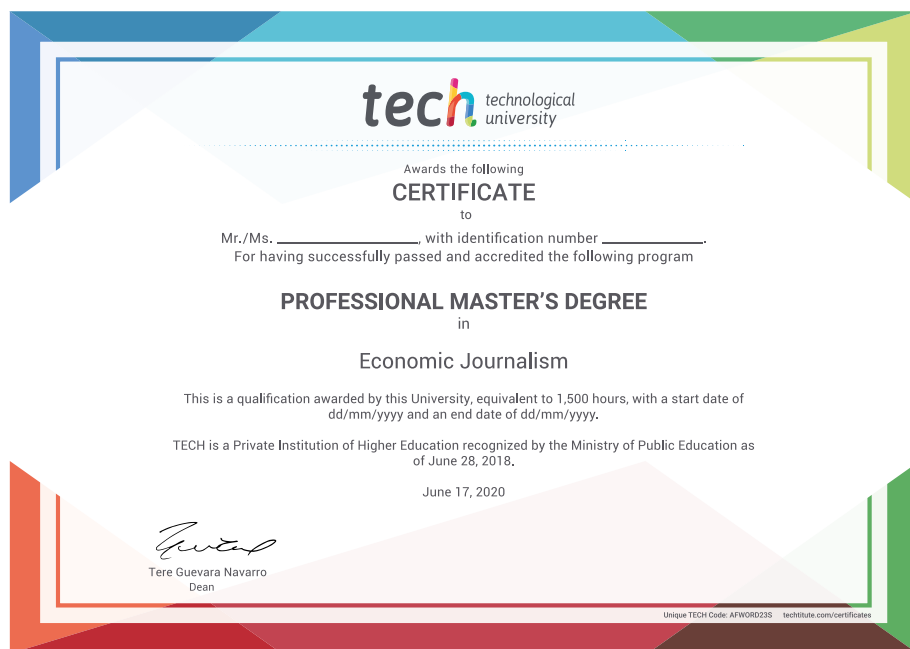 tech technological
university
Awards the following
CERTIFICATE
to
Mr./Ms. ____________________, with identification number ______________.
For having successfully passed and accredited the following program
PROFESSIONAL MASTER'S DEGREE
in
Economic Journalism
This is a qualification awarded by this University, equivalent to 1,500 hours, with a start date of
dd/mm/yyyy and an end date of dd/mm/yyyy.
TECH is a Private Institution of Higher Education recognized by the Ministry of Public Education as
of June 28, 2018.
June 17, 2020
Tere Guevara Navarro
Dean
Unique TECH Code: AFWORD23S techtitute.com/certificates